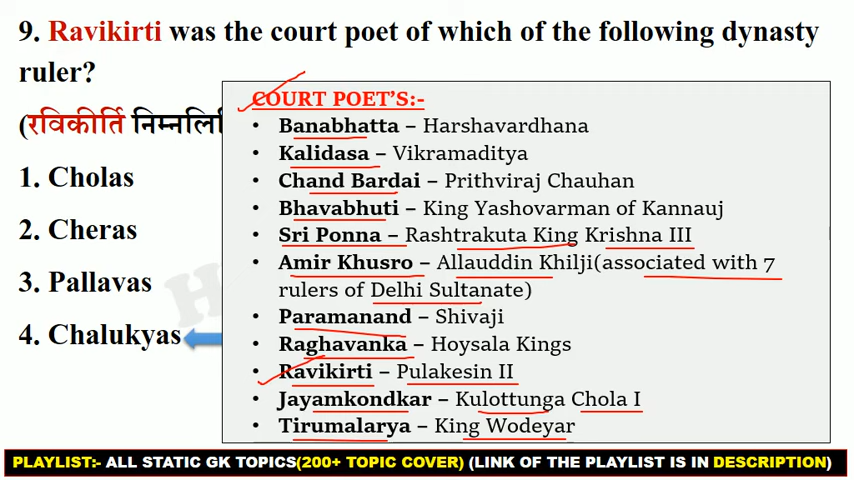 9. Ravikirti was the court poet of which of the following dynasty
ruler?
COURT POET'S:-
(रविकीर्ति
• Banabhatta – Harshavardhana
• Kalidasa – Vikramaditya
1. Cholas
• Chand Bardai – Prithviraj Chauhan
• Bhavabhuti – King Yashovarman of Kannauj
2. Cheras
• Sri Ponna – Rashtrakuta King Krishna III
• Amir Khusro – Allauddin Khilji(associated with 7
3. Pallavas
rulers of Delhi Sultanate)
• Paramanand – Shivaji
4. Chalukyas
• Raghavanka – Hoysala Kings
• Ravikirti – Pulakesin II
• Jayamkondkar – Kulottunga Chola I
• Tirumalarya – King Wodeyar
PLAYLIST:- ALL STATIC GK TOPICS(200+ TOPIC COVER) (LINK OF THE PLAYLIST IS IN DESCRIPTION)